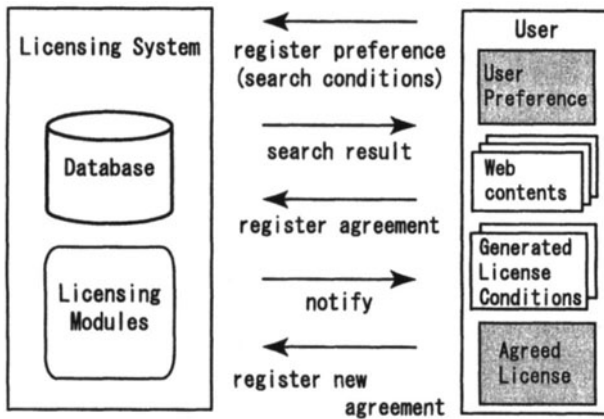 Licensing System
Database
Licensing
Modules
register preference
(search conditions)
search result
register agreement
notify
register new
agreement
User
User
Preference
Web
contents
Generated
License
Conditions
Agreed
License